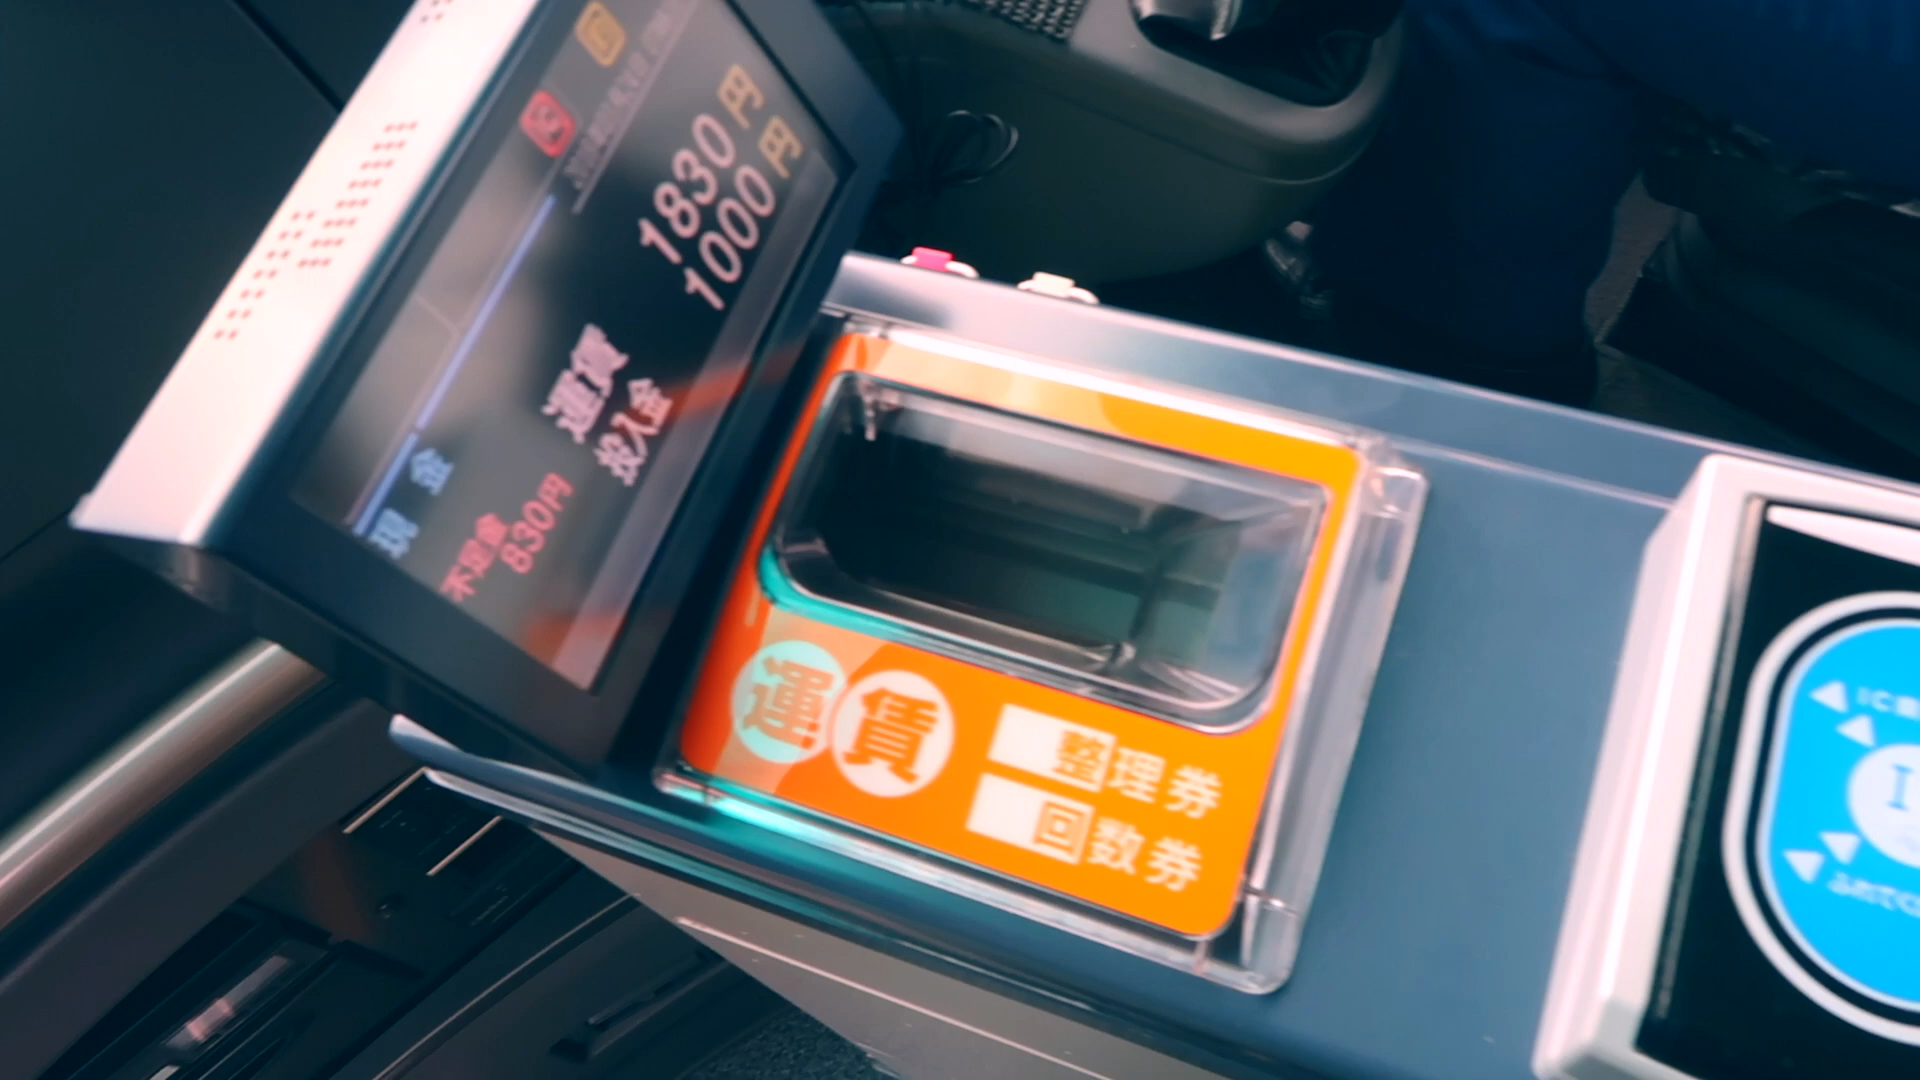 現 金
運賃 1830円
投入金 1000円
不足金
830円
運賃
整理券
回数券
IC
I